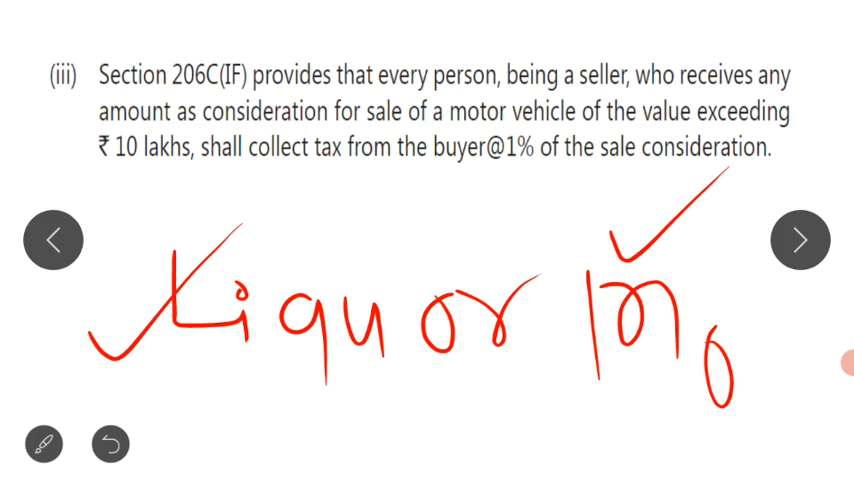 (iii) Section 206C(IF) provides that every person, being a seller, who receives any
amount as consideration for sale of a motor vehicle of the value exceeding
₹ 10 lakhs, shall collect tax from the buyer@1% of the sale consideration.
Liquor